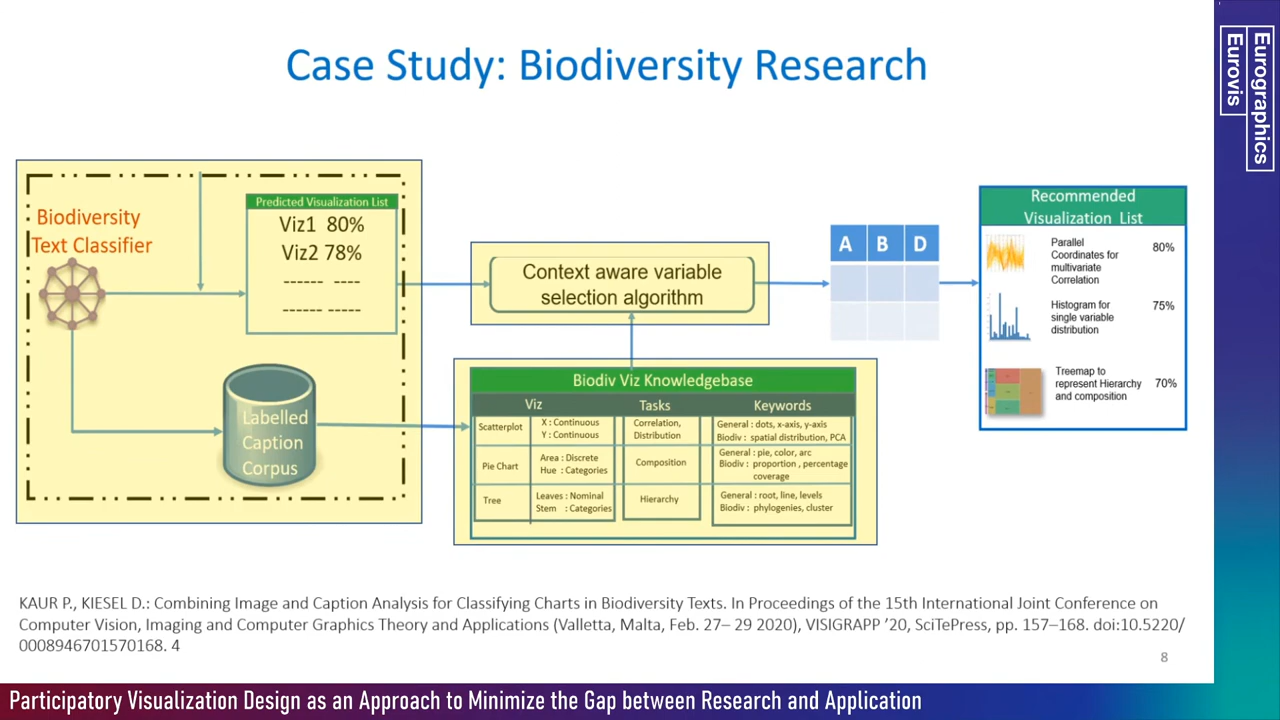 Case Study: Biodiversity Research
Eurographics
Eurovis
Biodiversity
Text Classifier
Predicted Visualization List
Viz1 80%
Viz2 78%
------ ----
------ -----
Labelled
Caption
Corpus
Context aware variable
selection algorithm
Biodiv Viz Knowledgebase
Viz Tasks Keywords
Scatterplot
X : Continuous
Y : Continuous
Correlation,
Distribution
General : dots, x-axis, y-axis
Biodiv : spatial distribution, PCA
Pie Chart
Area : Discrete
Hue : Categories
Composition
General : pie, color, arc
Biodiv : proportion , percentage
coverage
Tree
Leaves : Nominal
Stem : Categories
Hierarchy
General : root, line, levels
Biodiv : phylogenies, cluster
A B D
Recommended
Visualization List
Parallel
Coordinates for
multivariate
Correlation
80%
Histogram for
single variable
distribution
75%
Treemap to
represent Hierarchy
and composition
70%
KAUR P., KIESEL D.: Combining Image and Caption Analysis for Classifying Charts in Biodiversity Texts. In Proceedings of the 15th International Joint Conference on
Computer Vision, Imaging and Computer Graphics Theory and Applications (Valletta, Malta, Feb. 27– 29 2020), VISIGRAPP ’20, SciTePress, pp. 157–168. doi:10.5220/
0008946701570168. 4
8
Participatory Visualization Design as an Approach to Minimize the Gap between Research and Application